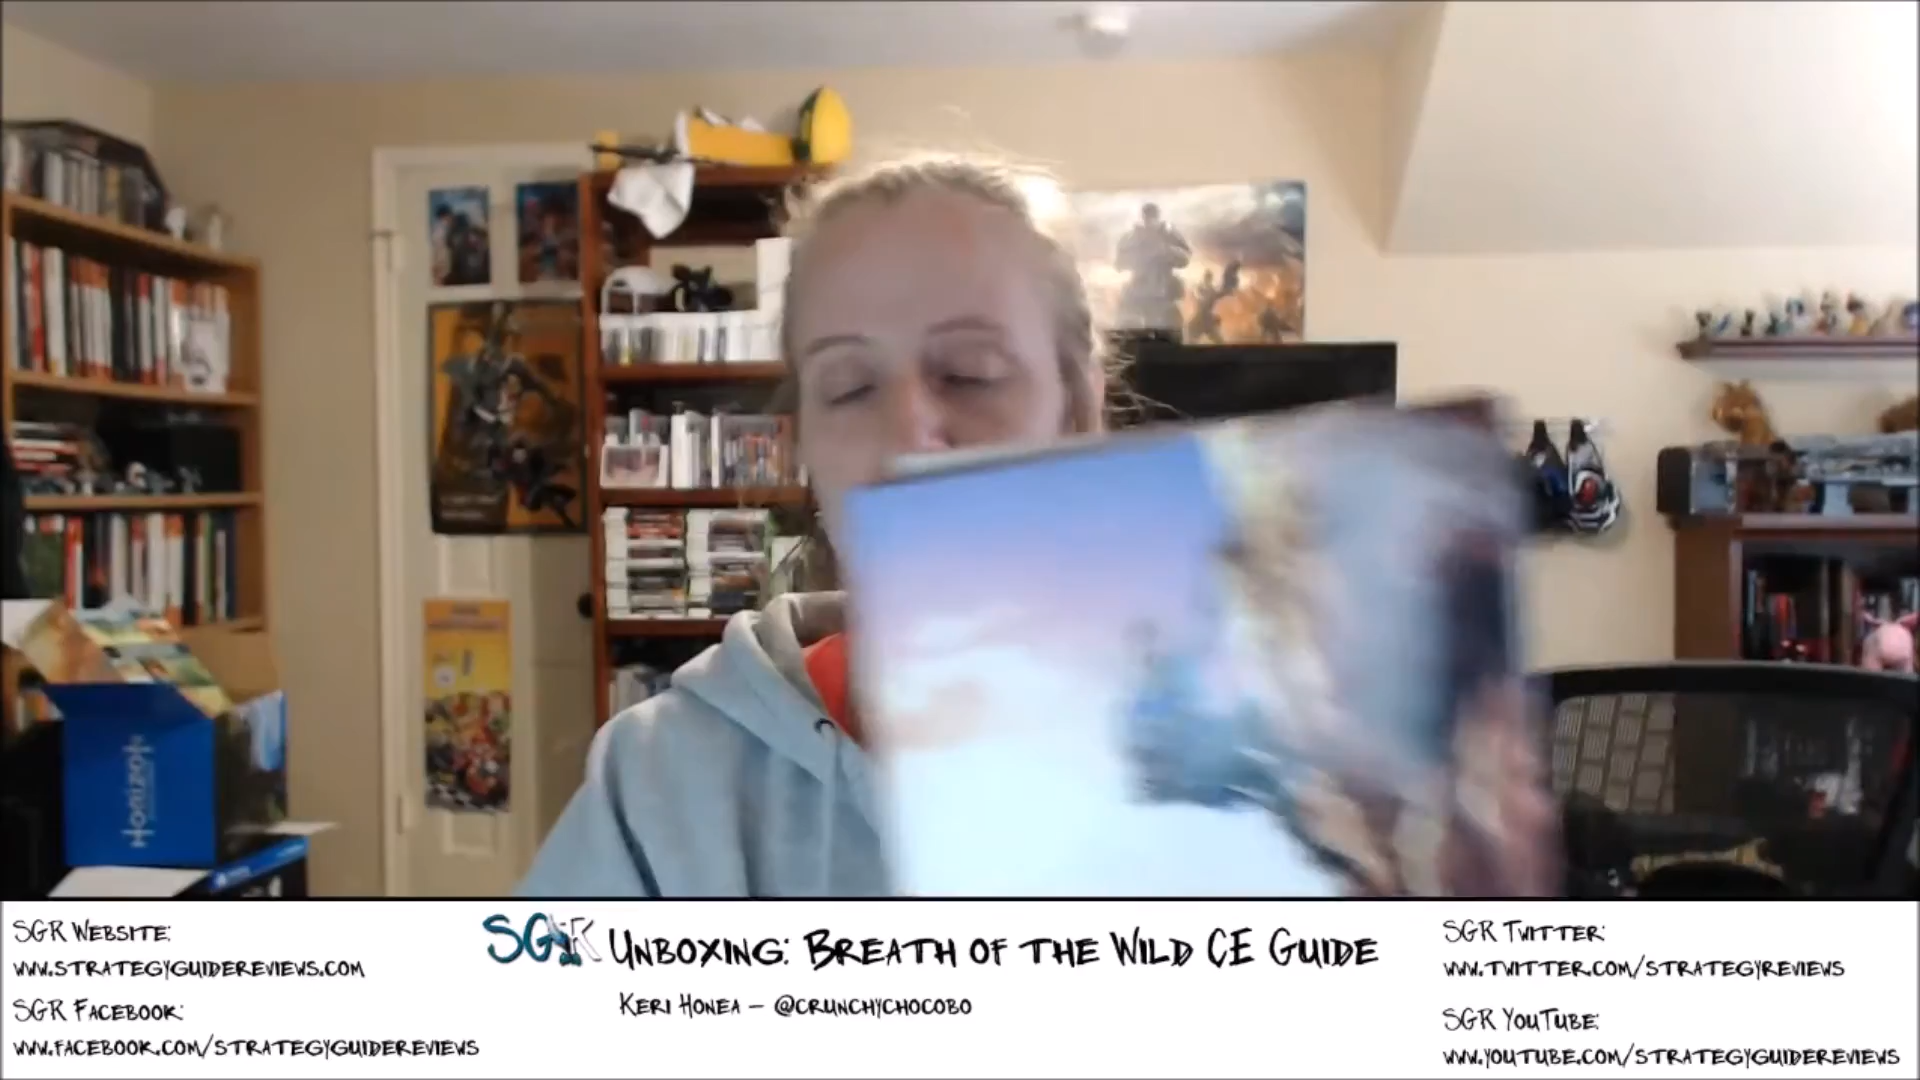 Horizon
SGR Website:
www.strategyguidereviews.com
SGR Facebook:
www.facebook.com/strategyguidereviews
SGR Unboxing: Breath of the Wild CE Guide
Keri Honea – @crunchychocobo
SGR Twitter:
www.twitter.com/strategyreviews
SGR YouTube:
www.youtube.com/strategyguidereviews